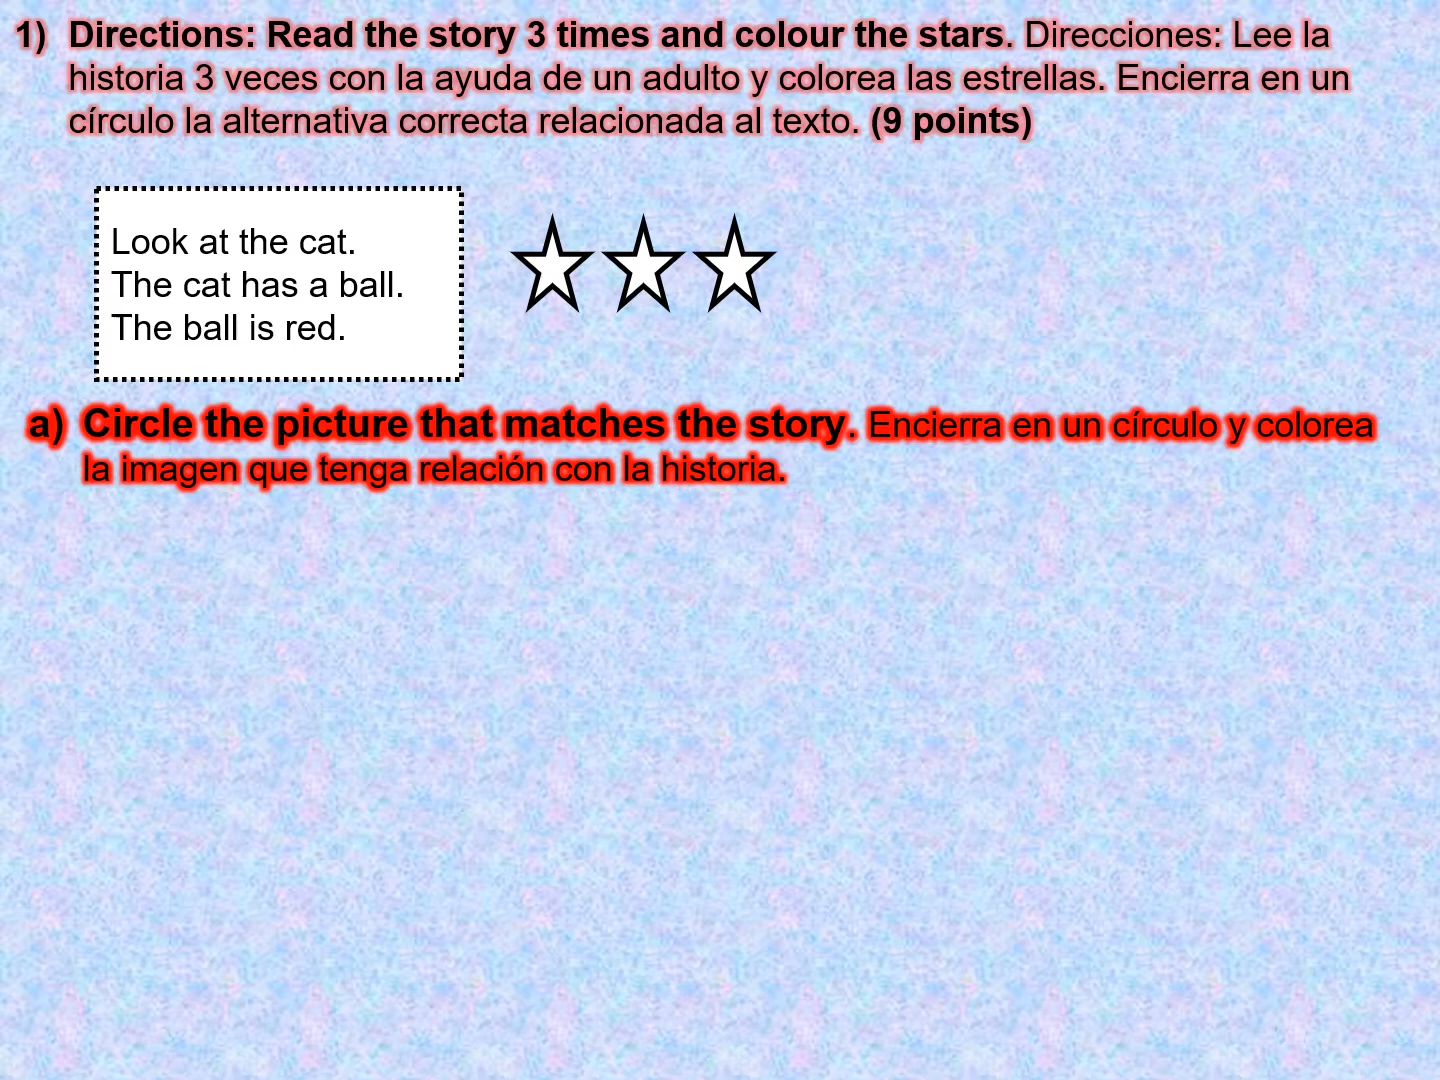 1) Directions: Read the story 3 times and colour the stars. Direcciones: Lee la
historia 3 veces con la ayuda de un adulto y colorea las estrellas. Encierra en un
círculo la alternativa correcta relacionada al texto. (9 points)
Look at the cat.
The cat has a ball.
The ball is red.
a) Circle the picture that matches the story. Encierra en un círculo y colorea
la imagen que tenga relación con la historia.